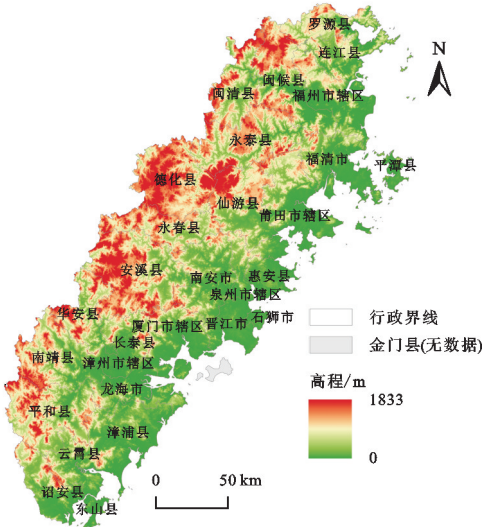 罗源县
连江县
N
闽候县
闽清县
福州市辖区
永泰县
福清市
平潭县
德化县
仙游县
莆田市辖区
永春县
安溪县
南安市
惠安县
泉州市辖区
华安县
石狮市
厦门市辖区
晋江市
行政界线
长泰县
金门县(无数据)
南靖县
漳州市辖区
高程/m
龙海市
1833
平和县
漳浦县
云霄县
0
诏安县
0
50 km
东山县